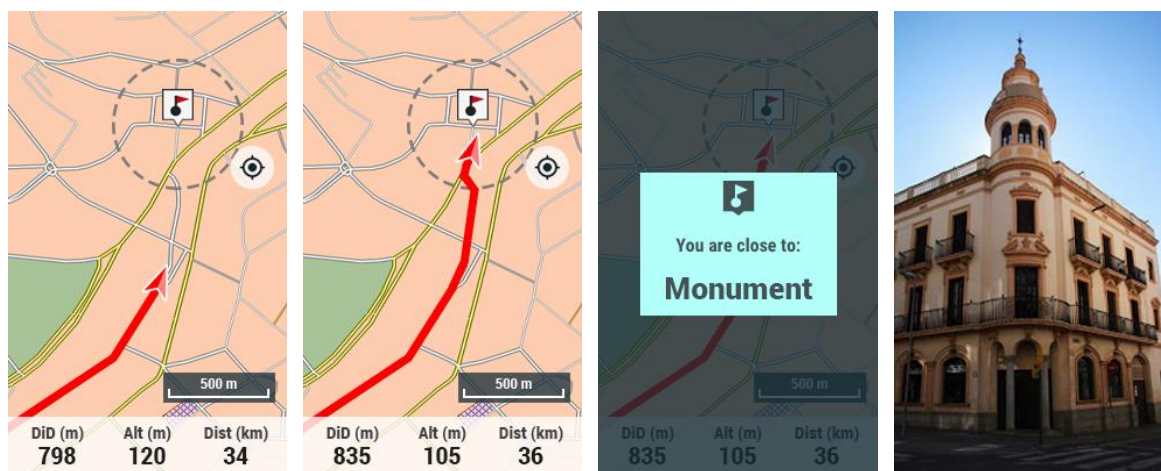 500 m
DiD (m) Alt (m) Dist (km)
798 120 34
500 m
DiD (m) Alt (m) Dist (km)
835 105 36
You are close to:
Monument
500 m
DiD (m) Alt (m) Dist (km)
835 105 36